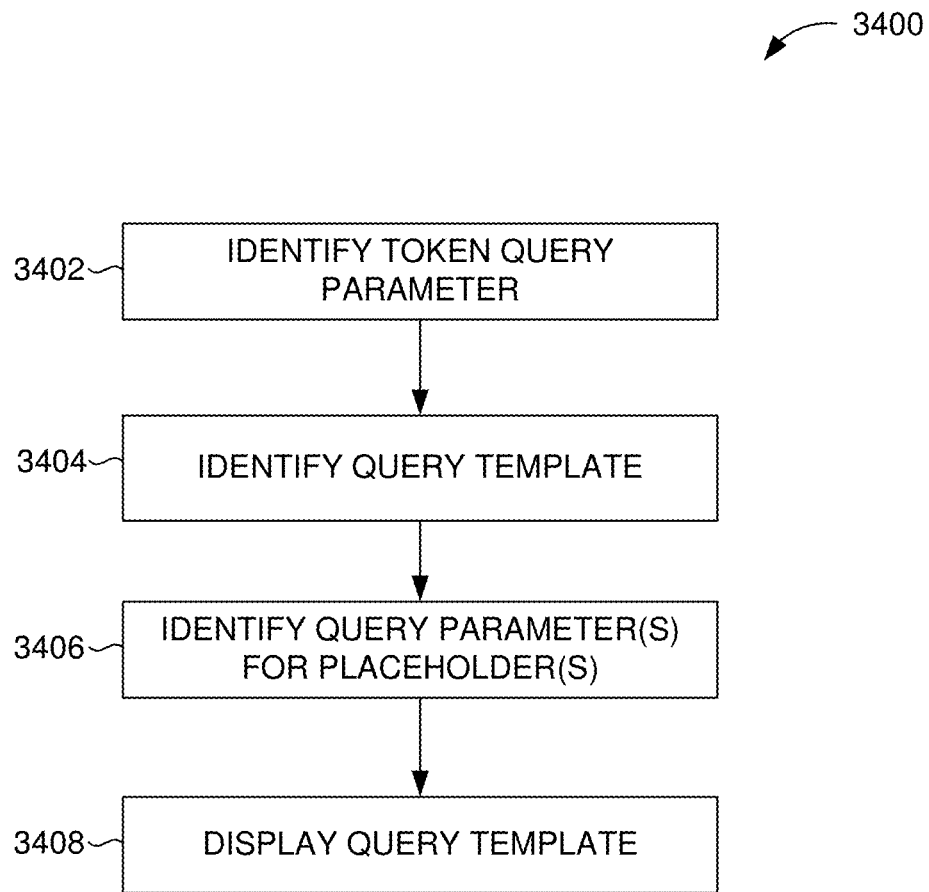 3400
3402
IDENTIFY TOKEN QUERY
PARAMETER
3404
IDENTIFY QUERY TEMPLATE
3406
IDENTIFY QUERY PARAMETER(S)
FOR PLACEHOLDER(S)
3408
DISPLAY QUERY TEMPLATE